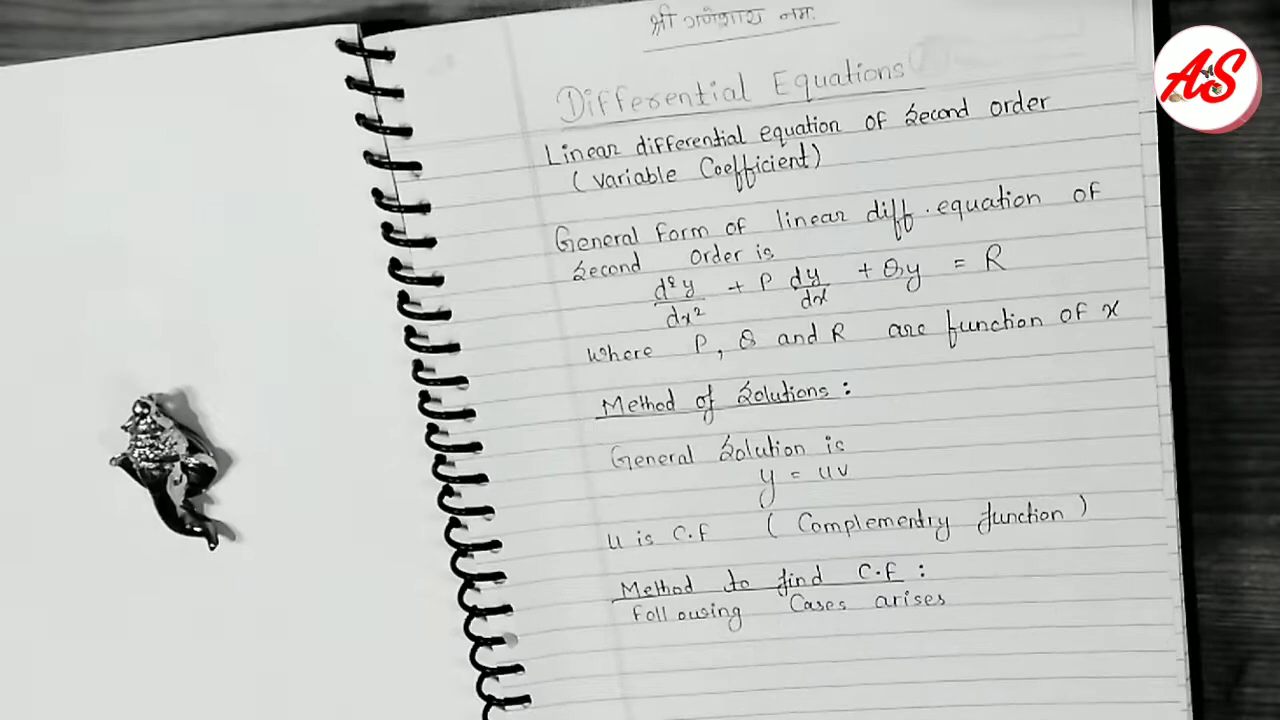 श्री गणेशाय नमः
AS
Differential Equations
Linear differential equation of Second order
(variable Coefficient)
General form of linear diff. equation of
Second order is
d²y/dx² + P dy/dx + Qy = R
where P, Q and R are function of x
Method of Solutions:
General Solution is
y = uv
u is C.F (Complementry function)
Method to find C.F:
Following Cases arises